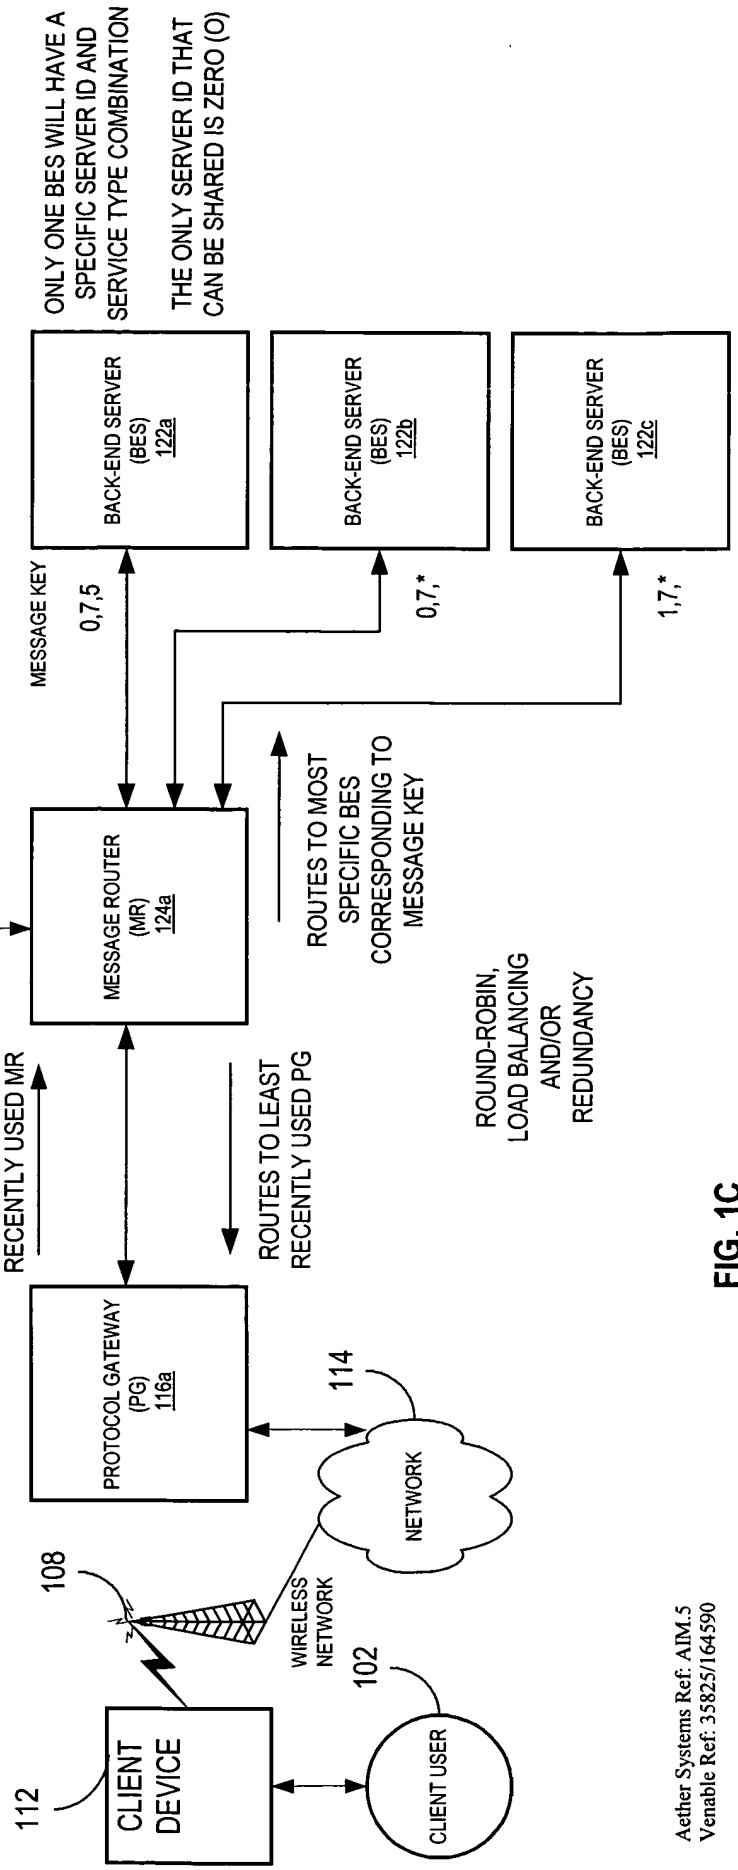 112
CLIENT
DEVICE
108
WIRELESS
NETWORK
102
CLIENT USER
114
NETWORK
PROTOCOL GATEWAY
(PG)
116a
RECENTLY USED MR
ROUTES TO LEAST
RECENTLY USED PG
MESSAGE ROUTER
(MR)
124a
ROUTES TO MOST
SPECIFIC BES
CORRESPONDING TO
MESSAGE KEY
ROUND-ROBIN,
LOAD BALANCING
AND/OR
REDUNDANCY
MESSAGE KEY
0,7,5
0,7,*
1,7,*
BACK-END SERVER
(BES)
122a
BACK-END SERVER
(BES)
122b
BACK-END SERVER
(BES)
122c
ONLY ONE BES WILL HAVE A
SPECIFIC SERVER ID AND
SERVICE TYPE COMBINATION
THE ONLY SERVER ID THAT
CAN BE SHARED IS ZERO (O)
FIG. 1C
Aether Systems Ref: AIM.5
Venable Ref: 35825/164590